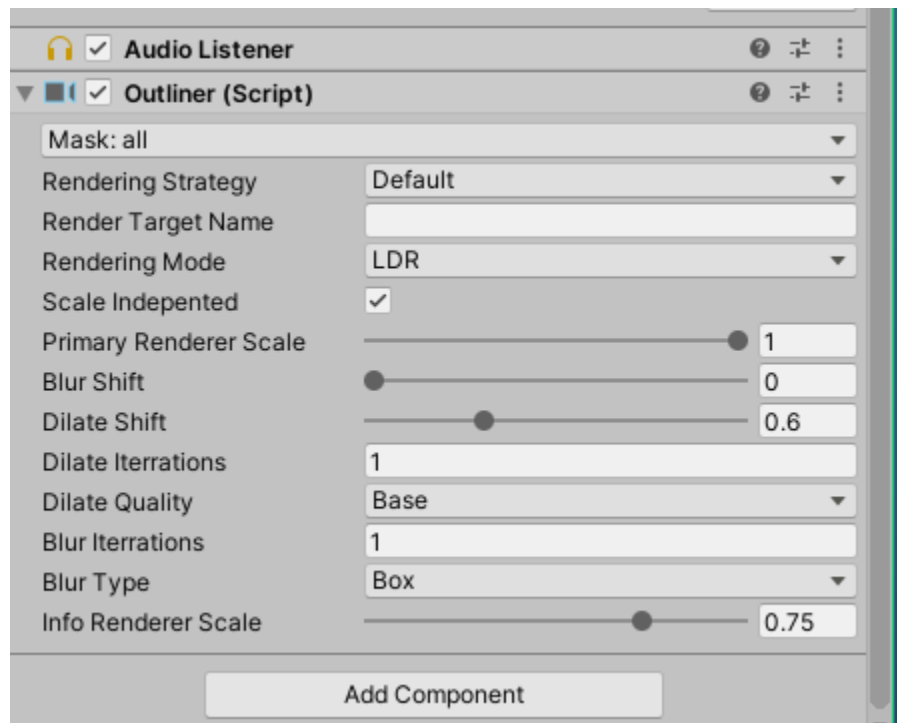 Audio Listener
Outliner (Script)
Mask: all
Rendering Strategy Default
Render Target Name
Rendering Mode LDR
Scale Indepented
Primary Renderer Scale 1
Blur Shift 0
Dilate Shift 0.6
Dilate Iterrations 1
Dilate Quality Base
Blur Iterrations 1
Blur Type Box
Info Renderer Scale 0.75
Add Component